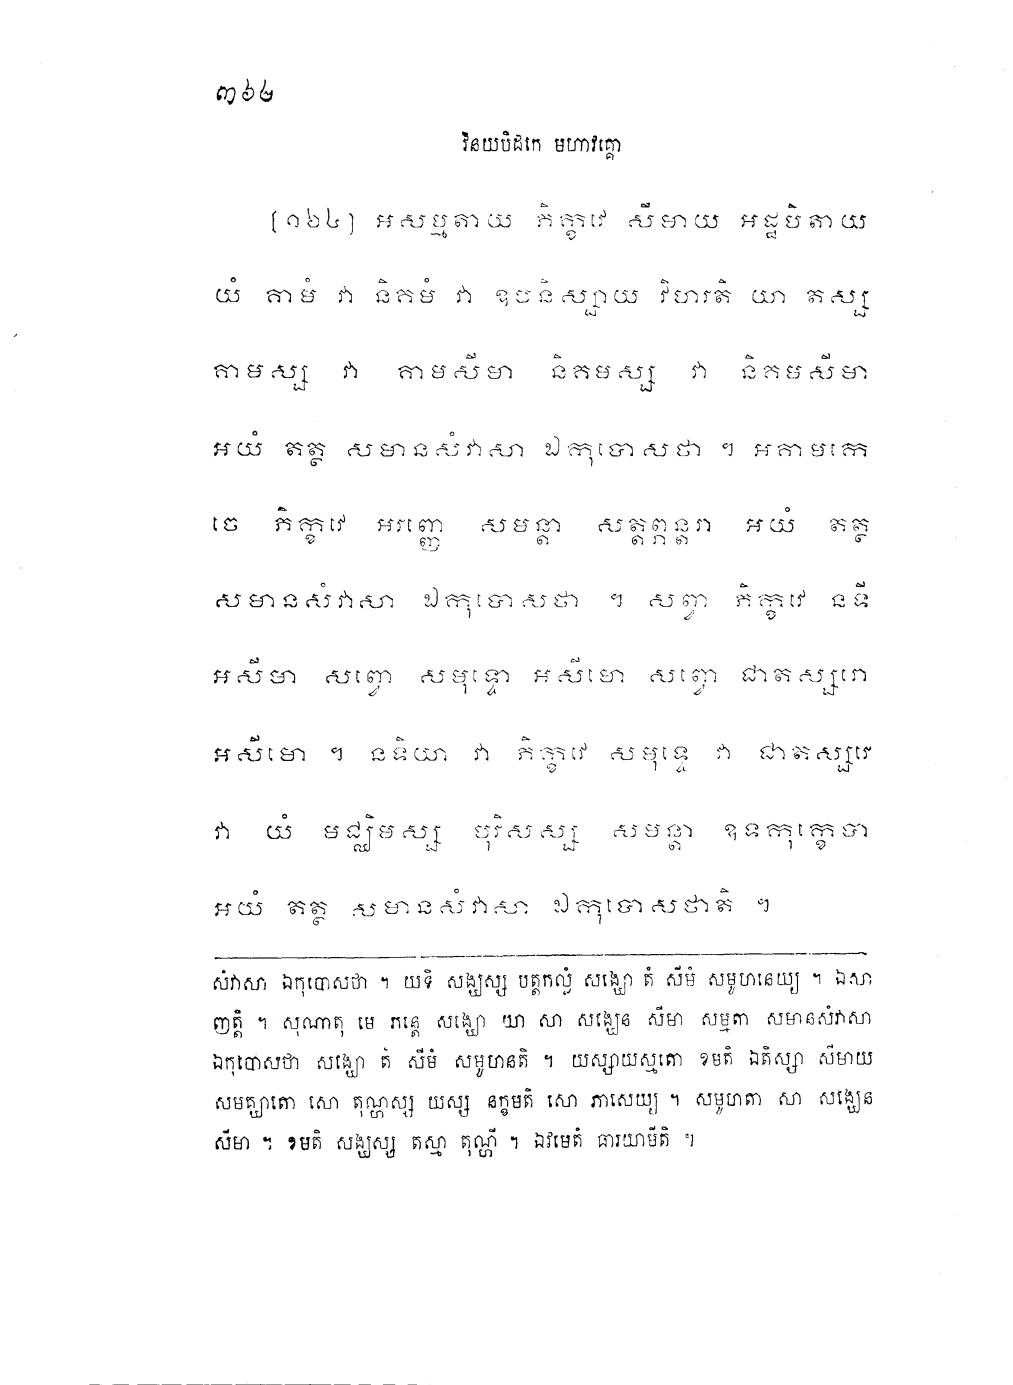 ៣៦៤
វិនយបិដកេ មហាវគ្គោ
[១៦៤] អសម្មតាយ ភិក្ខវេ សីមាយ អដ្ឋបិតាយ
យំ គាមំ វា និគមំ វា ឧបនិស្សាយ វិហរតិ យា តស្ស
គាមស្ស វា គាមសីមា និគមស្ស វា និគមសីមា
អយំ តត្ថ សមានសំវាសា ឯកុបោសថា ។ អគាមកេ
ចេ ភិក្ខវេ អរញ្ញេ សមន្តា សត្តព្ភន្តរា អយំ តត្ថ
សមានសំវាសា ឯកុបោសថា ។ សព្វា ភិក្ខវេ នទី
អសីមា សព្វោ សមុទ្ទោ អសីមោ សព្វោ ជាតស្សរោ
អសីមោ ។ នទិយា វា ភិក្ខវេ សមុទ្ទេ វា ជាតស្សរេ
វា យំ មជ្ឈិមស្ស បុរិសស្ស សមន្តា ឧទកុក្ខេបា
អយំ តត្ថ សមានសំវាសា ឯកុបោសថាតិ ។
សំវាសា ឯកុបោសថា ។ យទិ សង្ឃស្ស បត្តកល្លំ សង្ឃោ តំ សីមំ សមូហនេយ្យ ។ ឯសា
ញត្តិ ។ សុណាតុ មេ ភន្តេ សង្ឃោ យា សា សង្ឃេន សីមា សម្មតា សមានសំវាសា
ឯកុបោសថា សង្ឃោ តំ សីមំ សមូហនតិ ។ យស្សាយស្មតោ ខមតិ ឯតិស្សា សីមាយ
សមគ្ឃាតោ សោ តុណ្ហស្ស យស្ស នក្ខមតិ សោ ភាសេយ្យ ។ សមូហតា សា សង្ឃេន
សីមា ។ ខមតិ សង្ឃស្ស តស្មា តុណ្ហី ។ ឯវមេតំ ធារយាមីតិ ។